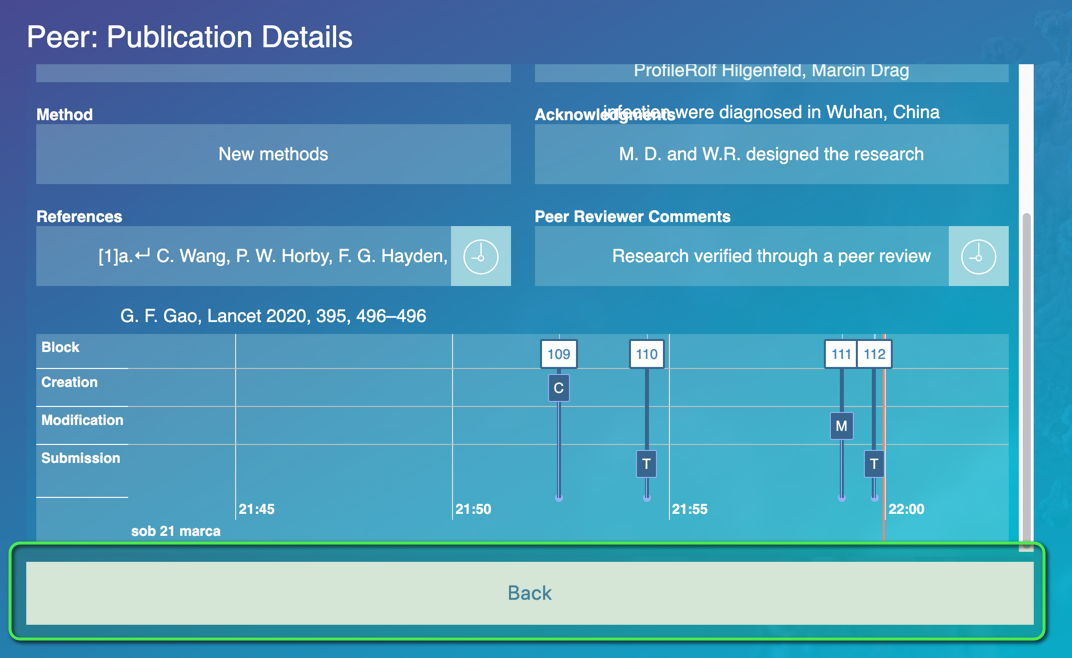 Peer: Publication Details
ProfileRolf Hilgenfeld, Marcin Drag
Method
Acknowledgments
infection were diagnosed in Wuhan, China
New methods
M. D. and W.R. designed the research
References
Peer Reviewer Comments
[1]a.↵ C. Wang, P. W. Horby, F. G. Hayden,
Research verified through a peer review
G. F. Gao, Lancet 2020, 395, 496–496
Block
109 110 111 112
Creation
C
Modification
M
Submission
T T
21:45 21:50 21:55 22:00
sob 21 marca
Back